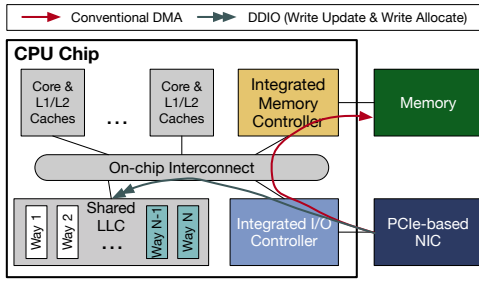 Conventional DMA
DDIO (Write Update & Write Allocate)
CPU Chip
Core &
L1/L2
Caches
...
Core &
L1/L2
Caches
Integrated
Memory
Controller
Memory
On-chip Interconnect
Way 1
Way 2
Shared
LLC
...
Way N-1
Way N
Integrated I/O
Controller
PCIe-based
NIC